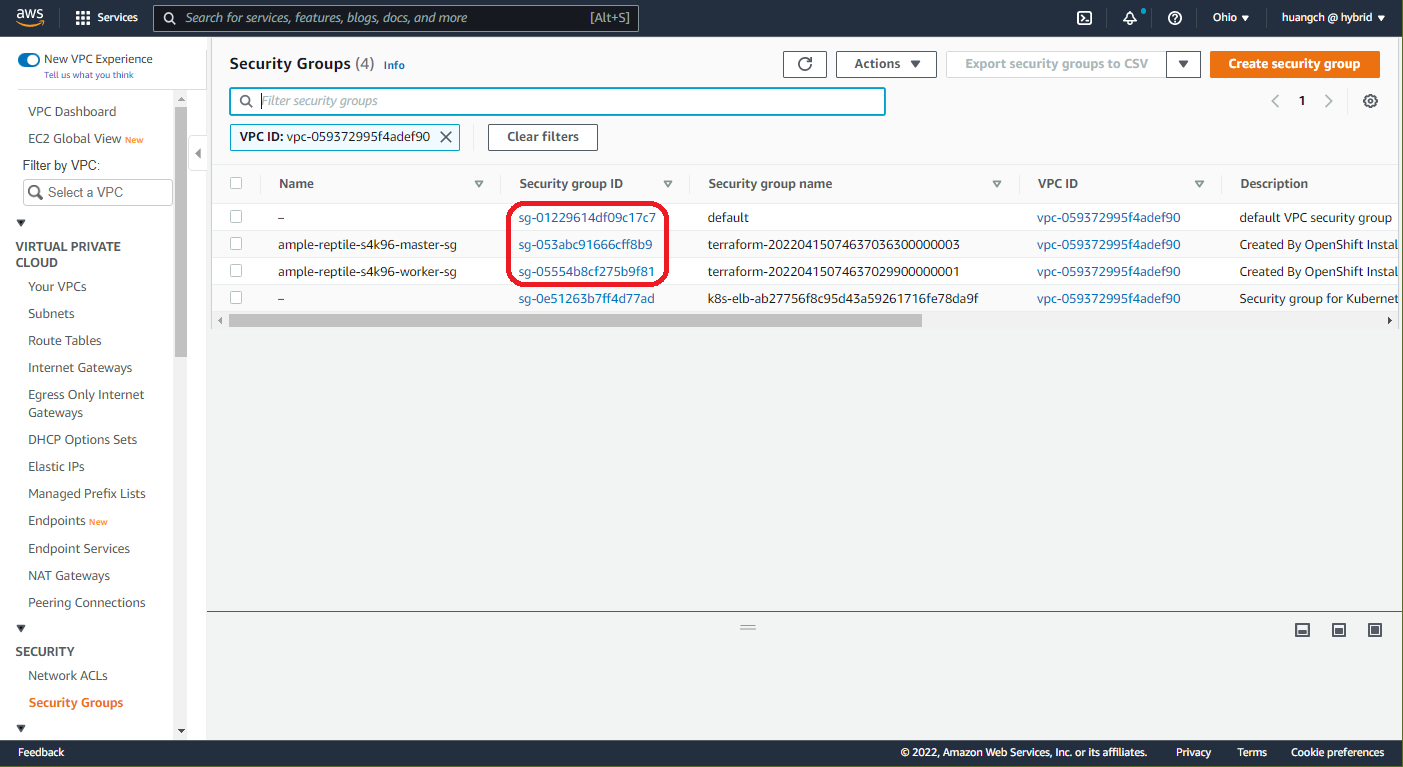 aws
Services
Search for services, features, blogs, docs, and more
[Alt+S]
Ohio
huangch @ hybrid
New VPC Experience
Tell us what you think
VPC Dashboard
EC2 Global View New
Filter by VPC:
Select a VPC
VIRTUAL PRIVATE
CLOUD
Your VPCs
Subnets
Route Tables
Internet Gateways
Egress Only Internet
Gateways
DHCP Options Sets
Elastic IPs
Managed Prefix Lists
Endpoints New
Endpoint Services
NAT Gateways
Peering Connections
SECURITY
Network ACLs
Security Groups
Security Groups (4) Info
Actions
Export security groups to CSV
Create security group
Filter security groups
1
VPC ID: vpc-059372995f4adef90
Clear filters
Name Security group ID Security group name VPC ID Description
– sg-01229614df09c17c7 default vpc-059372995f4adef90 default VPC security group
ample-reptile-s4k96-master-sg sg-053abc91666cff8b9 terraform-20220415074637036300000003 vpc-059372995f4adef90 Created By OpenShift Instal
ample-reptile-s4k96-worker-sg sg-05554b8cf275b9f81 terraform-20220415074637029900000001 vpc-059372995f4adef90 Created By OpenShift Instal
– sg-0e51263b7ff4d77ad k8s-elb-ab27756f8c95d43a59261716fe78da9f vpc-059372995f4adef90 Security group for Kubernet
Feedback
© 2022, Amazon Web Services, Inc. or its affiliates.
Privacy
Terms
Cookie preferences